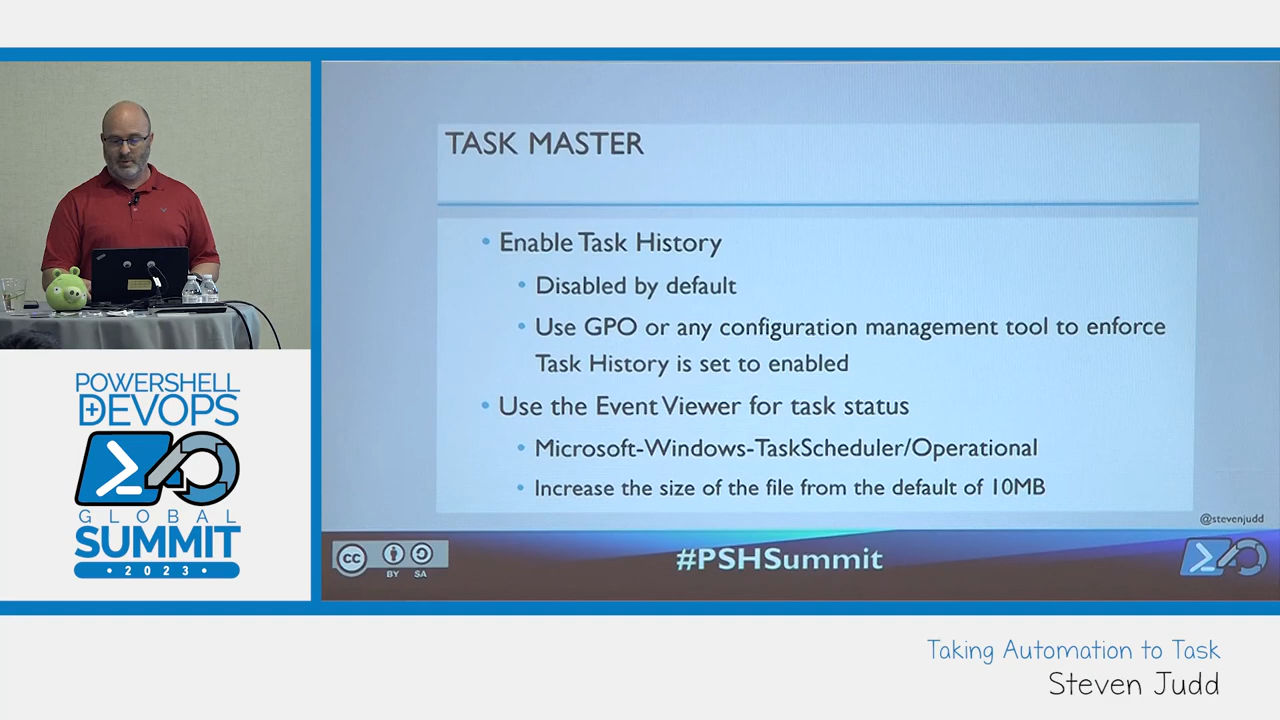 TASK MASTER
• Enable Task History
• Disabled by default
• Use GPO or any configuration management tool to enforce
Task History is set to enabled
• Use the Event Viewer for task status
• Microsoft-Windows-TaskScheduler/Operational
• Increase the size of the file from the default of 10MB
@stevenjudd
cc
BY SA
#PSHSummit
POWERSHELL
+DEVOPS
GLOBAL
SUMMIT
• 2023 •
Taking Automation to Task
Steven Judd